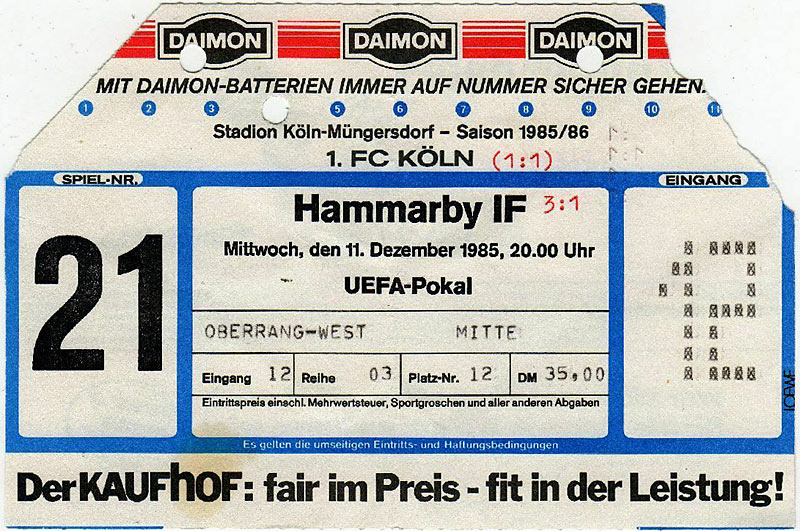 DAIMON DAIMON DAIMON
MIT DAIMON-BATTERIEN IMMER AUF NUMMER SICHER GEHEN.
1 2 3 5 6 7 8 9 10 11
Stadion Köln-Müngersdorf – Saison 1985/86
1. FC KÖLN (1:1)
SPIEL-NR.
EINGANG
21
Hammarby IF 3:1
Mittwoch, den 11. Dezember 1985, 20.00 Uhr
UEFA-Pokal
12
OBERRANG-WEST MITTE
Eingang 12 Reihe 03 Platz-Nr. 12 DM 35,00
Eintrittspreis einschl. Mehrwertsteuer, Sportgroschen und aller anderen Abgaben
Es gelten die umseitigen Eintritts- und Haftungsbedingungen
Der KAUFhOF: fair im Preis - fit in der Leistung!